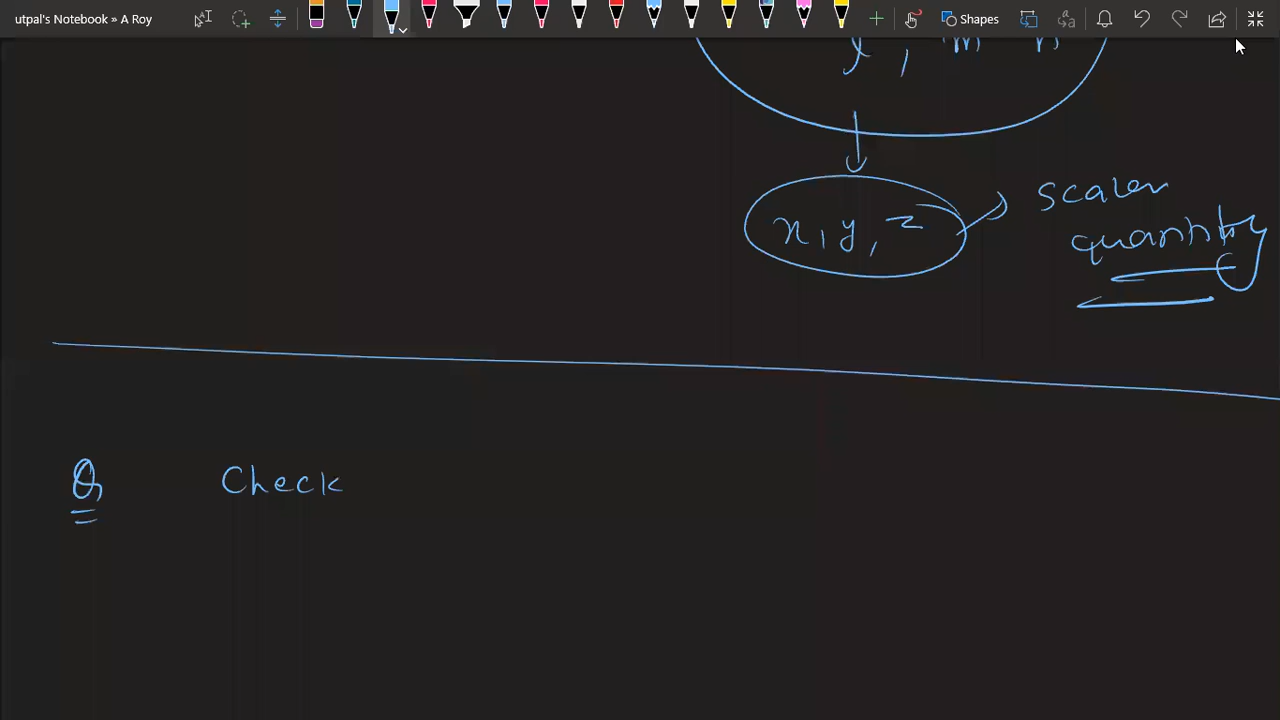 utpal's Notebook » A Roy
Shapes
l, m n
x, y, z
scaler
quantity
Q Check